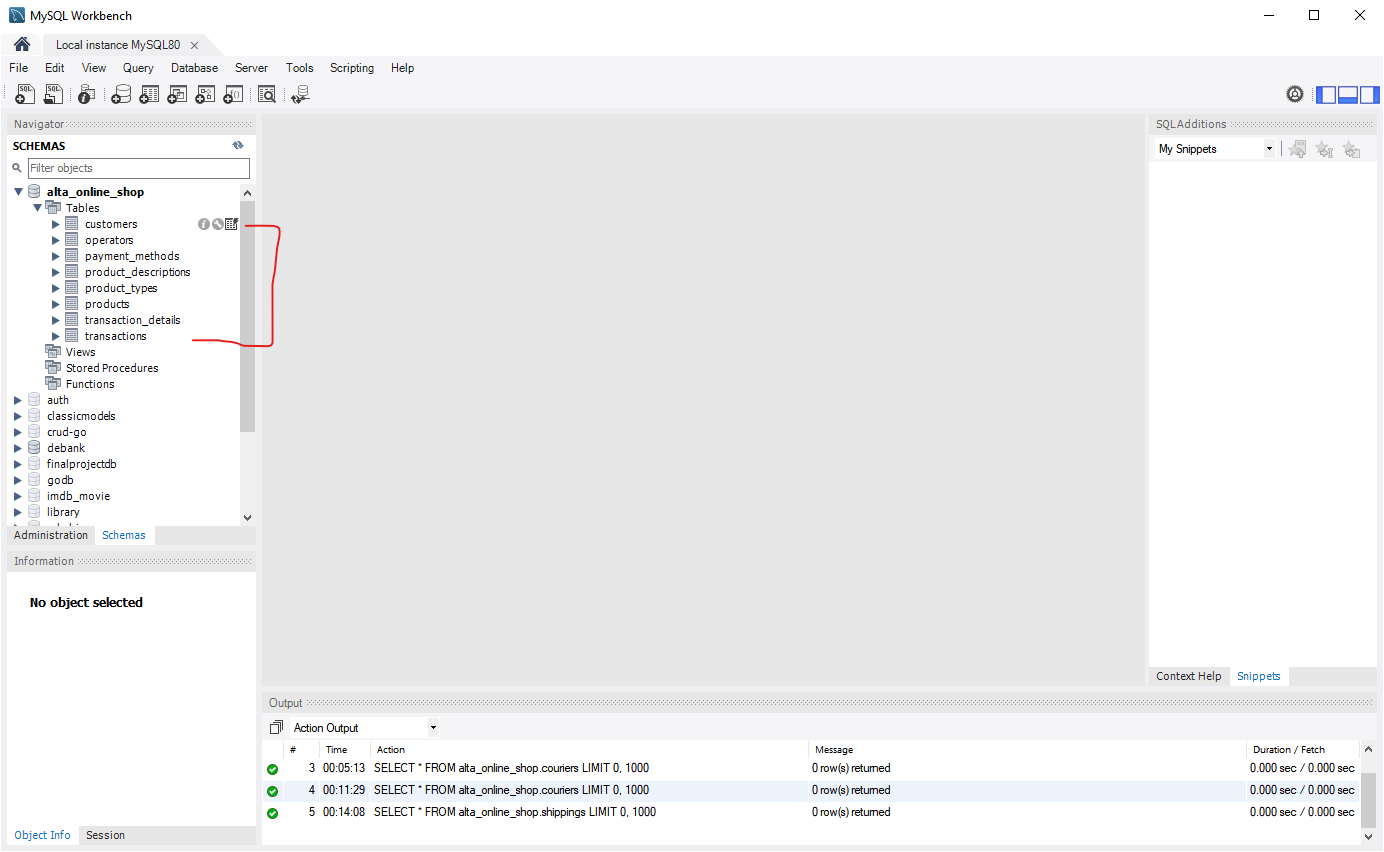 MySQL Workbench
Local instance MySQL80
File Edit View Query Database Server Tools Scripting Help
Navigator
SCHEMAS
Filter objects
alta_online_shop
Tables
customers
operators
payment_methods
product_descriptions
product_types
products
transaction_details
transactions
Views
Stored Procedures
Functions
auth
classicmodels
crud-go
debank
finalprojectdb
godb
imdb_movie
library
Administration Schemas
Information
No object selected
Object Info Session
SQLAdditions
My Snippets
Context Help Snippets
Output
Action Output
# Time Action Message Duration / Fetch
3 00:05:13 SELECT * FROM alta_online_shop.couriers LIMIT 0, 1000 0 row(s) returned 0.000 sec / 0.000 sec
4 00:11:29 SELECT * FROM alta_online_shop.couriers LIMIT 0, 1000 0 row(s) returned 0.000 sec / 0.000 sec
5 00:14:08 SELECT * FROM alta_online_shop.shippings LIMIT 0, 1000 0 row(s) returned 0.000 sec / 0.000 sec